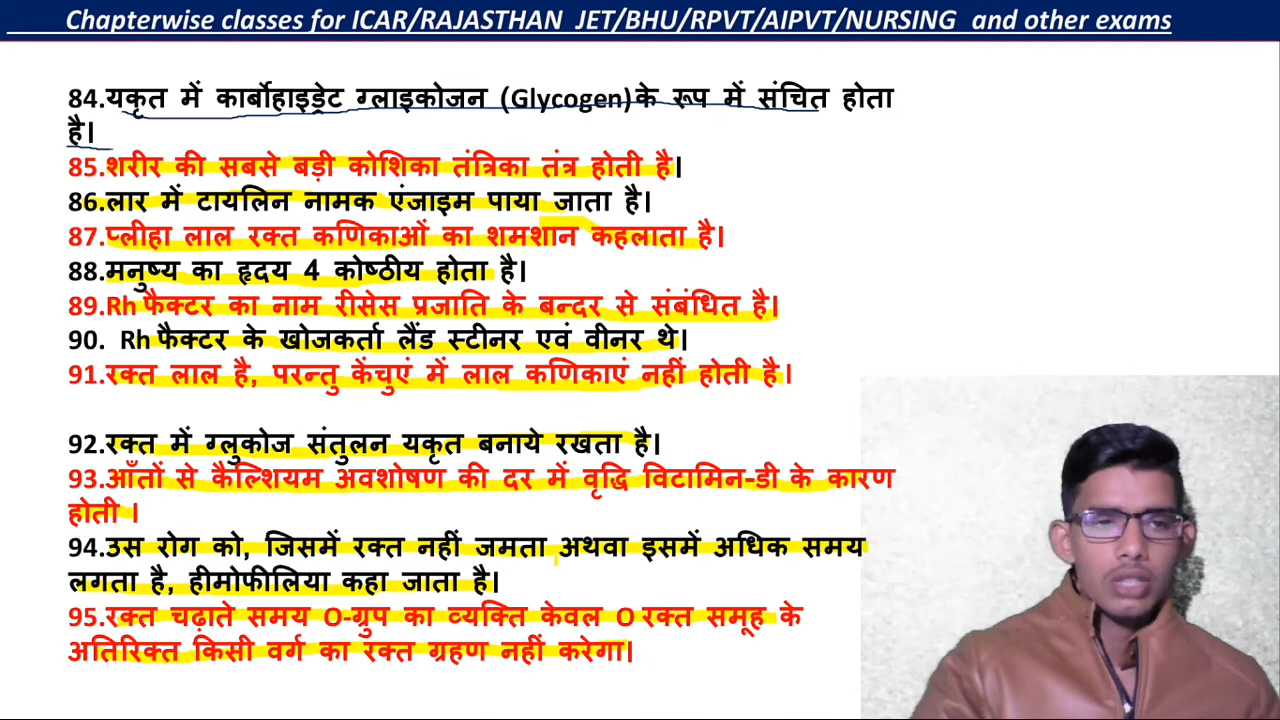 Chapterwise classes for ICAR/RAJASTHAN JET/BHU/RPVT/AIPVT/NURSING and other exams
84.यकृत में कार्बोहाइड्रेट ग्लाइकोजन (Glycogen)के रूप में संचित होता
है।
85.शरीर की सबसे बड़ी कोशिका तंत्रिका तंत्र होती है।
86.लार में टायलिन नामक एंजाइम पाया जाता है।
87.प्लीहा लाल रक्त कणिकाओं का शमशान कहलाता है।
88.मनुष्य का हृदय 4 कोष्ठीय होता है।
89.Rh फैक्टर का नाम रीसेस प्रजाति के बन्दर से संबंधित है।
90. Rh फैक्टर के खोजकर्ता लैंड स्टीनर एवं वीनर थे।
91.रक्त लाल है, परन्तु केंचुएं में लाल कणिकाएं नहीं होती है।
92.रक्त में ग्लुकोज संतुलन यकृत बनाये रखता है।
93.आँतों से कैल्शियम अवशोषण की दर में वृद्धि विटामिन-डी के कारण
होती ।
94.उस रोग को, जिसमें रक्त नहीं जमता अथवा इसमें अधिक समय
लगता है, हीमोफीलिया कहा जाता है।
95.रक्त चढ़ाते समय O-ग्रुप का व्यक्ति केवल O रक्त समूह के
अतिरिक्त किसी वर्ग का रक्त ग्रहण नहीं करेगा।